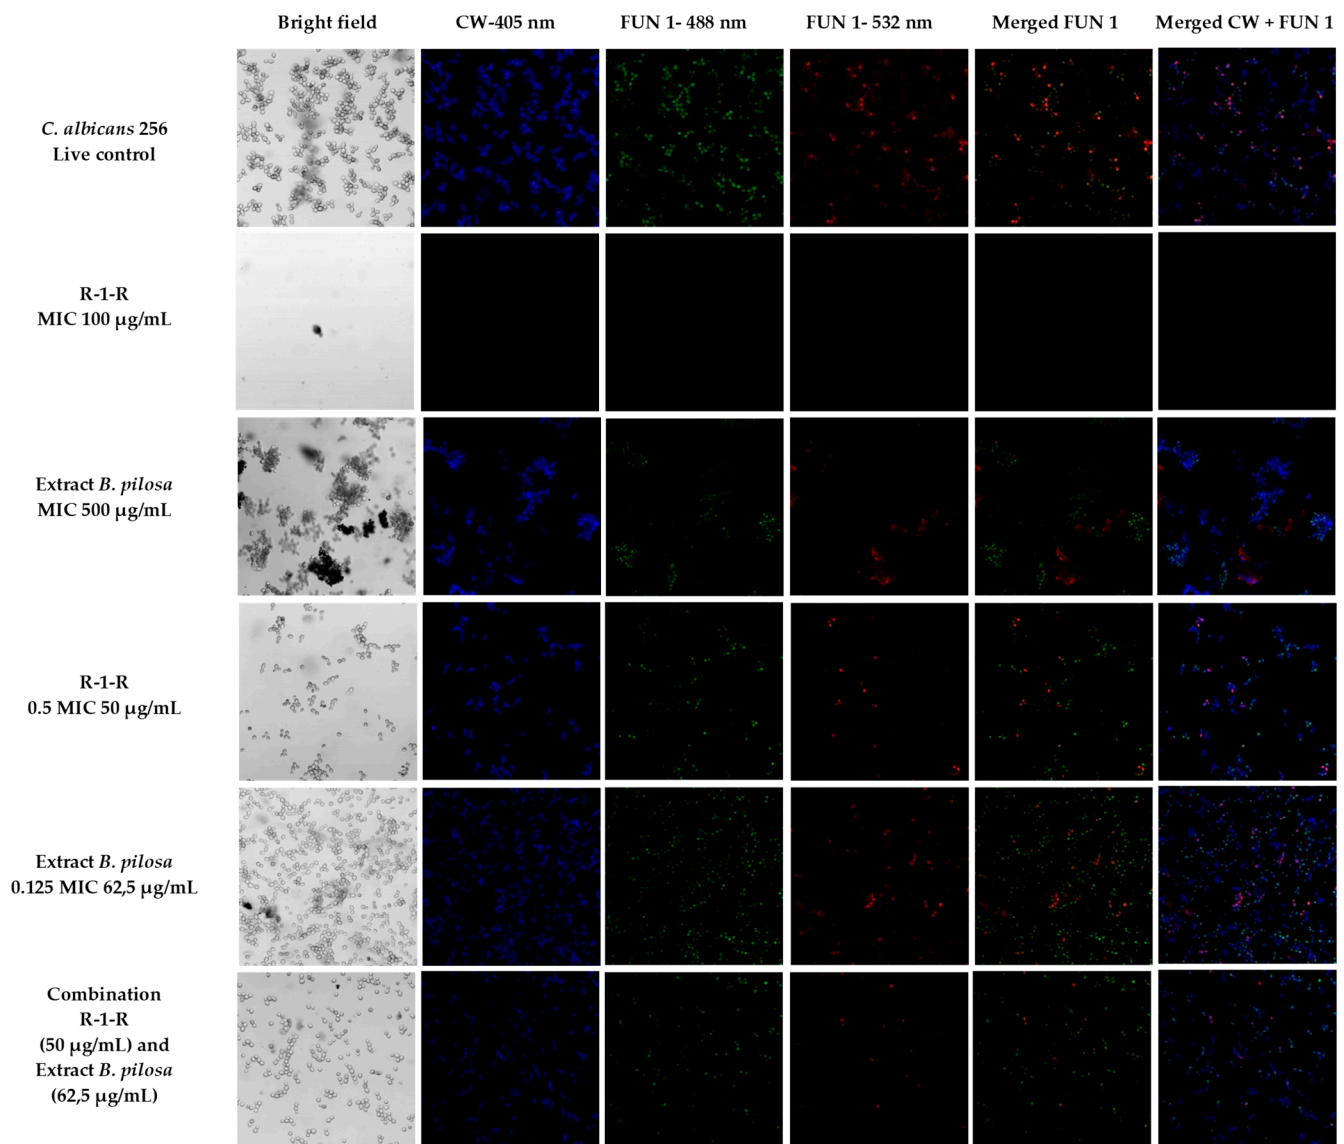 Bright field
CW-405 nm
FUN 1- 488 nm
FUN 1- 532 nm
Merged FUN 1
Merged CW + FUN 1
C. albicans 256
Live control
R-1-R
MIC 100 µg/mL
Extract B. pilosa
MIC 500 µg/mL
R-1-R
0.5 MIC 50 µg/mL
Extract B. pilosa
0.125 MIC 62,5 µg/mL
Combination
R-1-R
(50 µg/mL) and
Extract B. pilosa
(62,5 µg/mL)